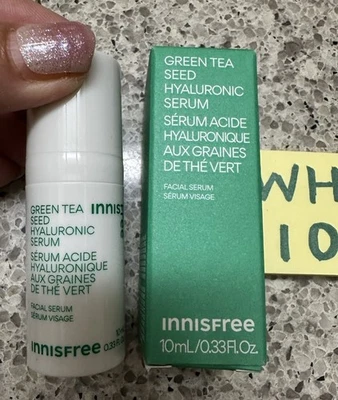 GREEN TEA
SEED
HYALURONIC
SERUM
SÉRUM ACIDE
HYALURONIQUE
AUX GRAINES
DE THÉ VERT
FACIAL SERUM
SÉRUM VISAGE
innisfree
0.33
GREEN TEA
SEED
HYALURONIC
SERUM
SÉRUM ACIDE
HYALURONIQUE
AUX GRAINES
DE THÉ VERT
FACIAL SERUM
SÉRUM VISAGE
innisfree
10mL/0.33Fl.Oz.
WH
10